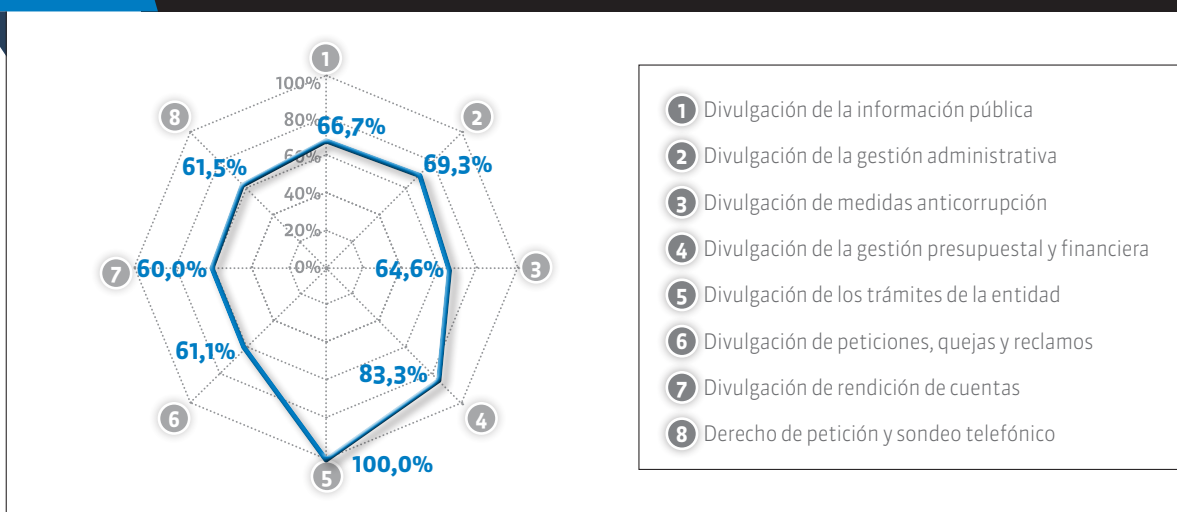 1
100%
8
2
80%
66,7%
61,5%
60%
69,3%
40%
20%
7
60,0%
0%
64,6%
3
61,1%
83,3%
6
4
100,0%
5
1 Divulgación de la información pública
2 Divulgación de la gestión administrativa
3 Divulgación de medidas anticorrupción
4 Divulgación de la gestión presupuestal y financiera
5 Divulgación de los trámites de la entidad
6 Divulgación de peticiones, quejas y reclamos
7 Divulgación de rendición de cuentas
8 Derecho de petición y sondeo telefónico